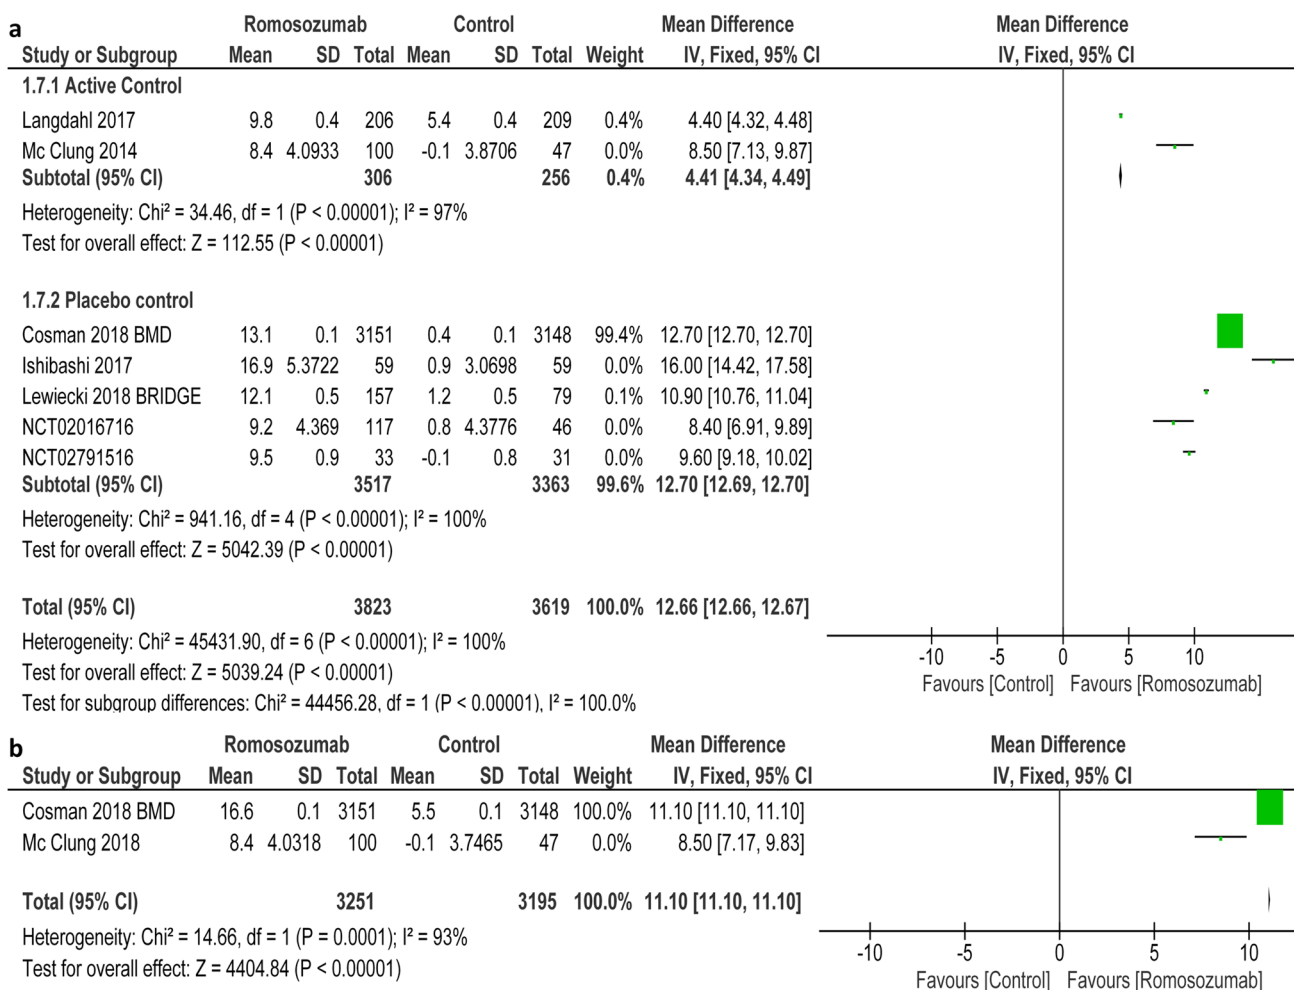 a
Romosozumab Control Mean Difference Mean Difference
Study or Subgroup Mean SD Total Mean SD Total Weight IV, Fixed, 95% CI IV, Fixed, 95% CI
1.7.1 Active Control
Langdahl 2017 9.8 0.4 206 5.4 0.4 209 0.4% 4.40 [4.32, 4.48]
Mc Clung 2014 8.4 4.0933 100 -0.1 3.8706 47 0.0% 8.50 [7.13, 9.87]
Subtotal (95% CI) 306 256 0.4% 4.41 [4.34, 4.49]
Heterogeneity: Chi² = 34.46, df = 1 (P < 0.00001); I² = 97%
Test for overall effect: Z = 112.55 (P < 0.00001)
1.7.2 Placebo control
Cosman 2018 BMD 13.1 0.1 3151 0.4 0.1 3148 99.4% 12.70 [12.70, 12.70]
Ishibashi 2017 16.9 5.3722 59 0.9 3.0698 59 0.0% 16.00 [14.42, 17.58]
Lewiecki 2018 BRIDGE 12.1 0.5 157 1.2 0.5 79 0.1% 10.90 [10.76, 11.04]
NCT02016716 9.2 4.369 117 0.8 4.3776 46 0.0% 8.40 [6.91, 9.89]
NCT02791516 9.5 0.9 33 -0.1 0.8 31 0.0% 9.60 [9.18, 10.02]
Subtotal (95% CI) 3517 3363 99.6% 12.70 [12.69, 12.70]
Heterogeneity: Chi² = 941.16, df = 4 (P < 0.00001); I² = 100%
Test for overall effect: Z = 5042.39 (P < 0.00001)
Total (95% CI) 3823 3619 100.0% 12.66 [12.66, 12.67]
Heterogeneity: Chi² = 45431.90, df = 6 (P < 0.00001); I² = 100%
Test for overall effect: Z = 5039.24 (P < 0.00001)
Test for subgroup differences: Chi² = 44456.28, df = 1 (P < 0.00001), I² = 100.0%
-10 -5 0 5 10
Favours [Control] Favours [Romosozumab]
b
Romosozumab Control Mean Difference Mean Difference
Study or Subgroup Mean SD Total Mean SD Total Weight IV, Fixed, 95% CI IV, Fixed, 95% CI
Cosman 2018 BMD 16.6 0.1 3151 5.5 0.1 3148 100.0% 11.10 [11.10, 11.10]
Mc Clung 2018 8.4 4.0318 100 -0.1 3.7465 47 0.0% 8.50 [7.17, 9.83]
Total (95% CI) 3251 3195 100.0% 11.10 [11.10, 11.10]
Heterogeneity: Chi² = 14.66, df = 1 (P = 0.0001); I² = 93%
Test for overall effect: Z = 4404.84 (P < 0.00001)
-10 -5 0 5 10
Favours [Control] Favours [Romosozumab]